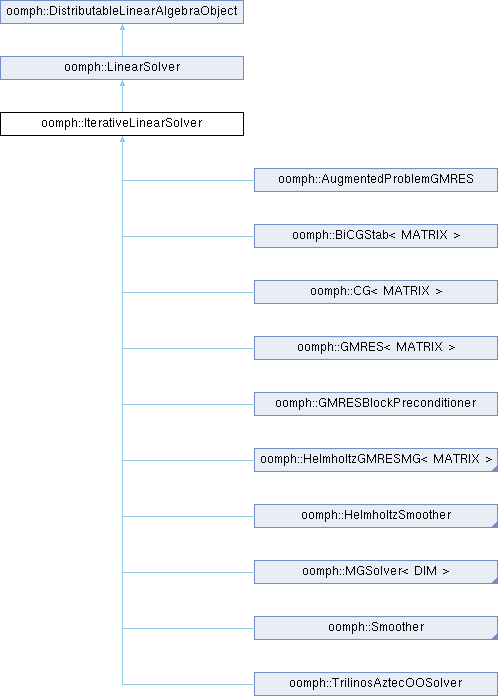 oomph::DistributableLinearAlgebraObject
oomph::LinearSolver
oomph::IterativeLinearSolver
oomph::AugmentedProblemGMRES
oomph::BiCGStab< MATRIX >
oomph::CG< MATRIX >
oomph::GMRES< MATRIX >
oomph::GMRESBlockPreconditioner
oomph::HelmholtzGMRESMG< MATRIX >
oomph::HelmholtzSmoother
oomph::MGSolver< DIM >
oomph::Smoother
oomph::TrilinosAztecOOSolver